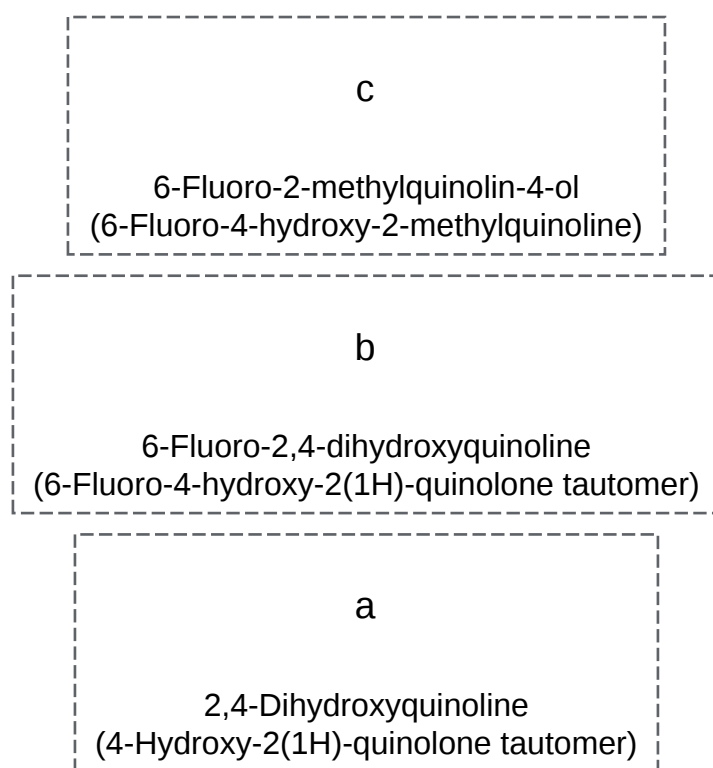 c
6-Fluoro-2-methylquinolin-4-ol
(6-Fluoro-4-hydroxy-2-methylquinoline)
b
6-Fluoro-2,4-dihydroxyquinoline
(6-Fluoro-4-hydroxy-2(1H)-quinolone tautomer)
a
2,4-Dihydroxyquinoline
(4-Hydroxy-2(1H)-quinolone tautomer)